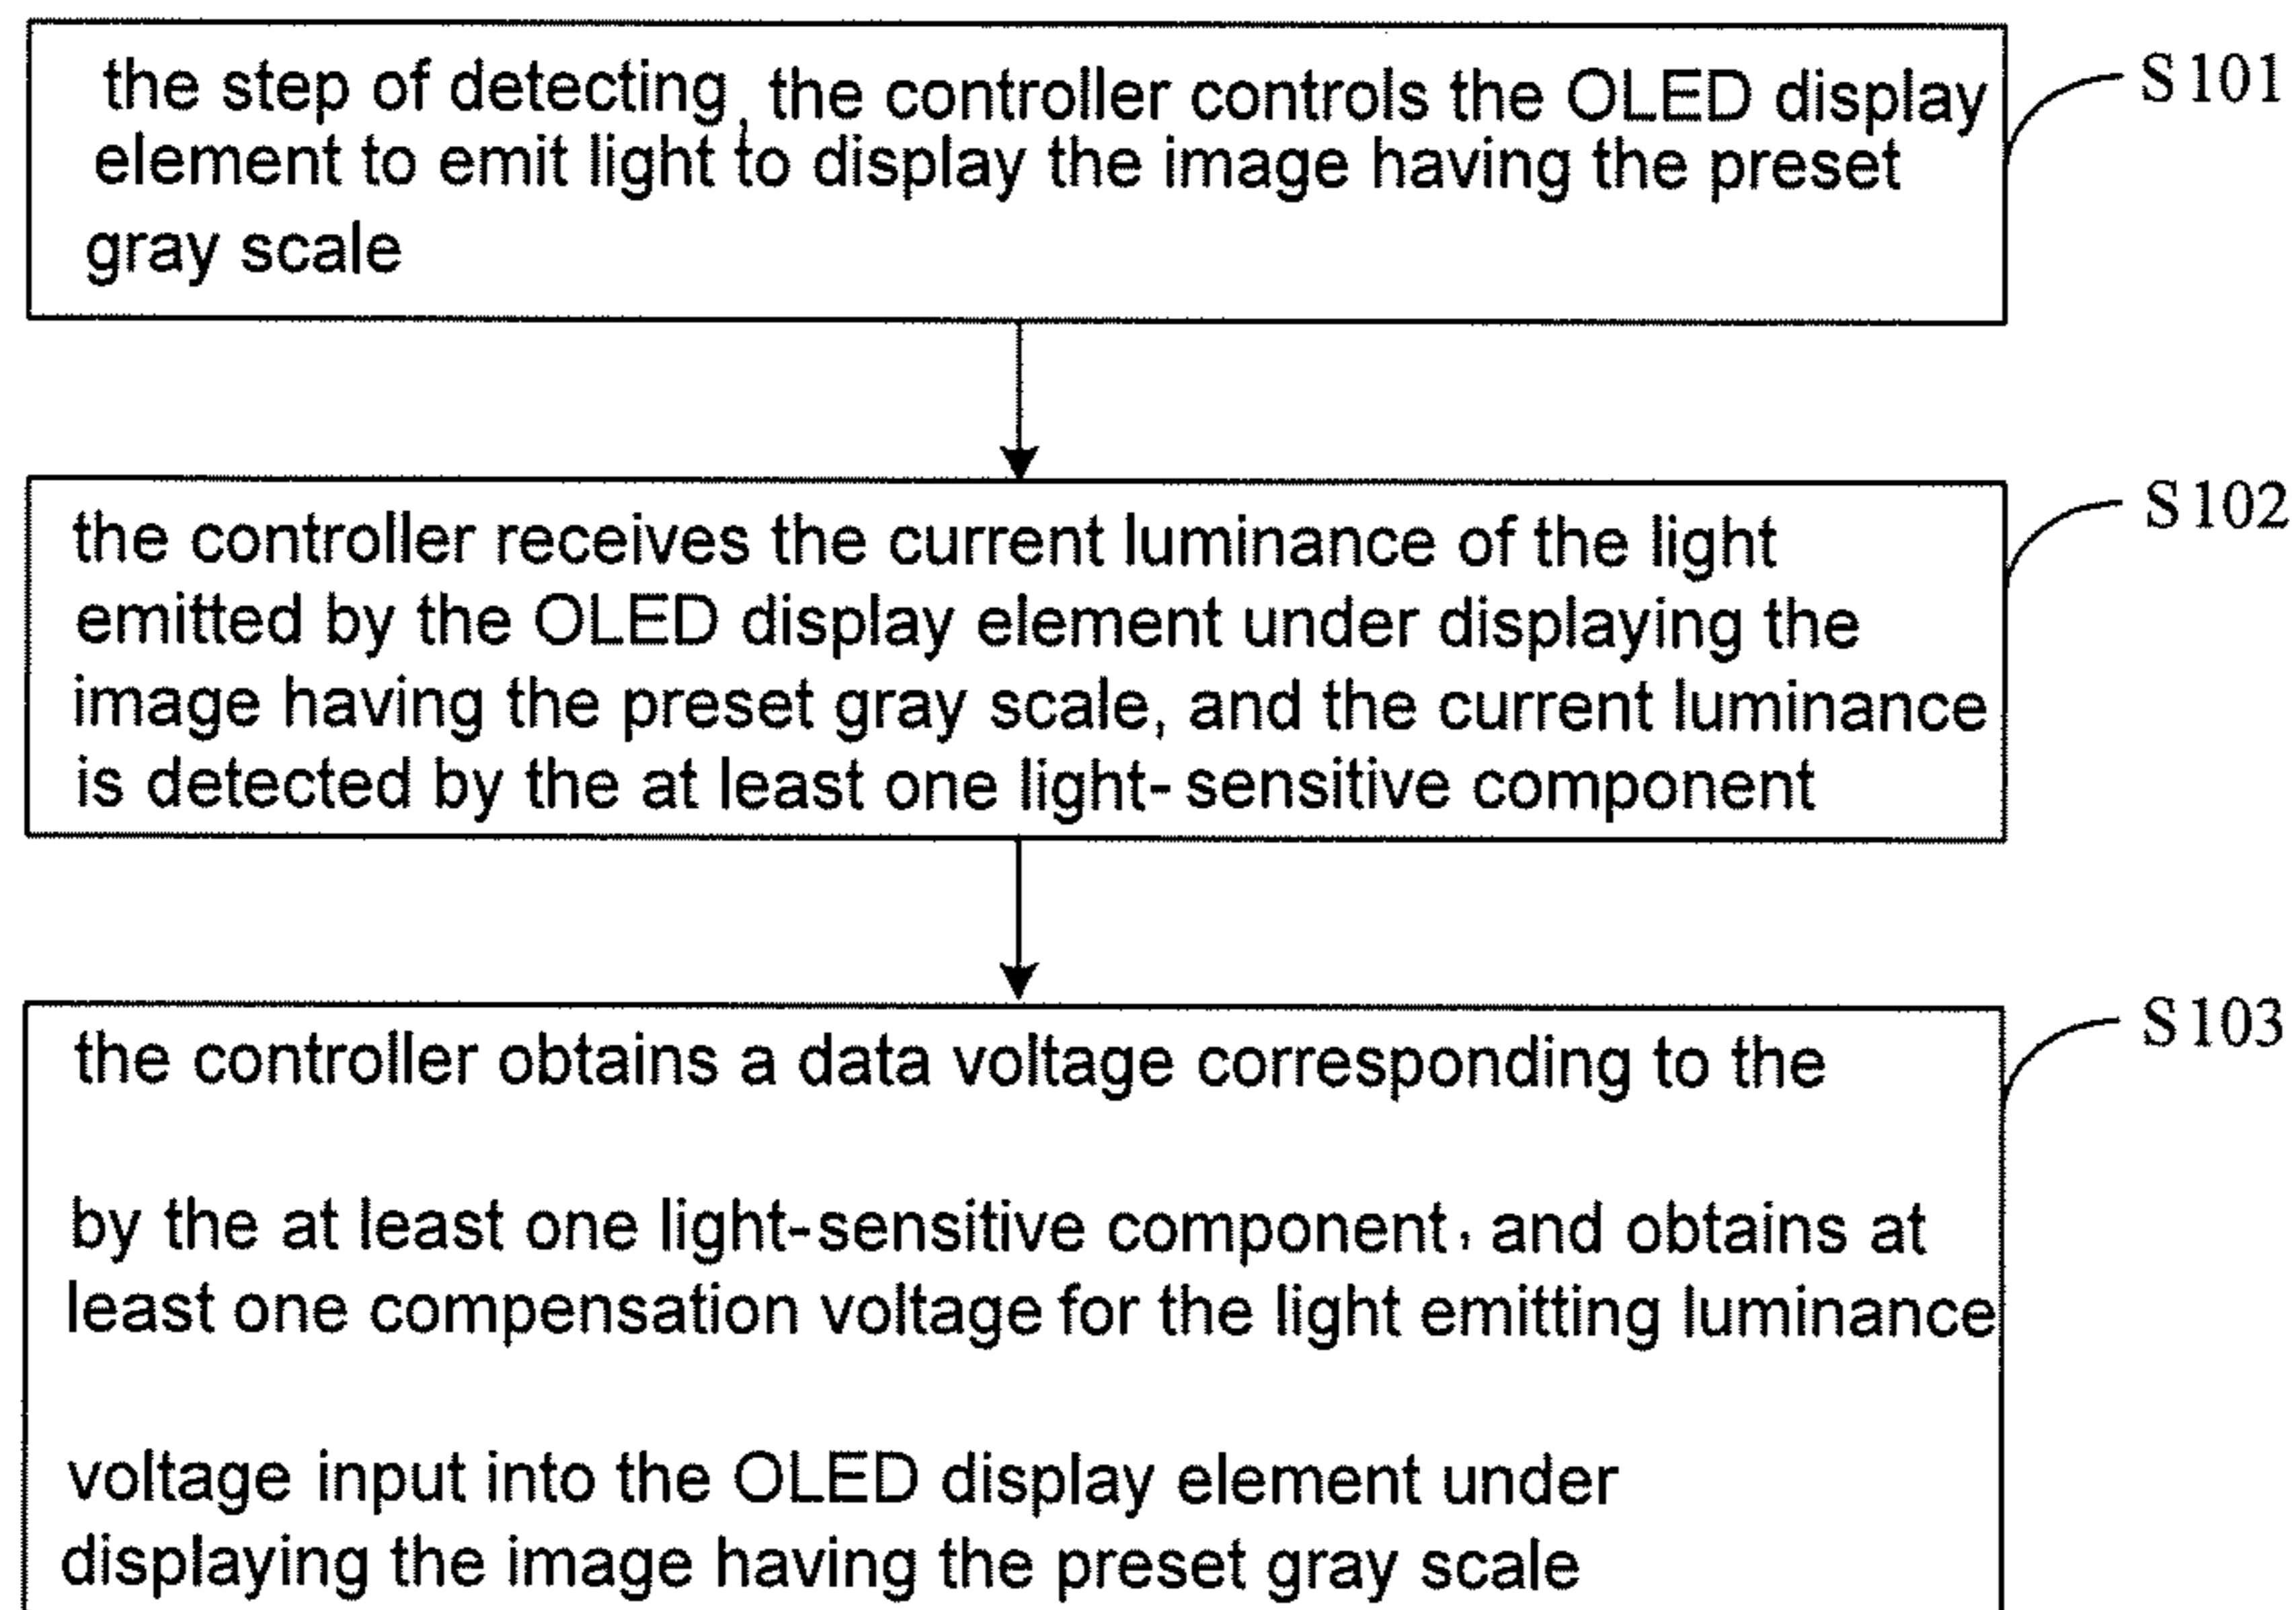 the step of detecting, the controller controls the OLED display
element to emit light to display the image having the preset
gray scale
S101
the controller receives the current luminance of the light
emitted by the OLED display element under displaying the
image having the preset gray scale, and the current luminance
is detected by the at least one light-sensitive component
S102
the controller obtains a data voltage corresponding to the
by the at least one light-sensitive component, and obtains at
least one compensation voltage for the light emitting luminance
voltage input into the OLED display element under
displaying the image having the preset gray scale
S103